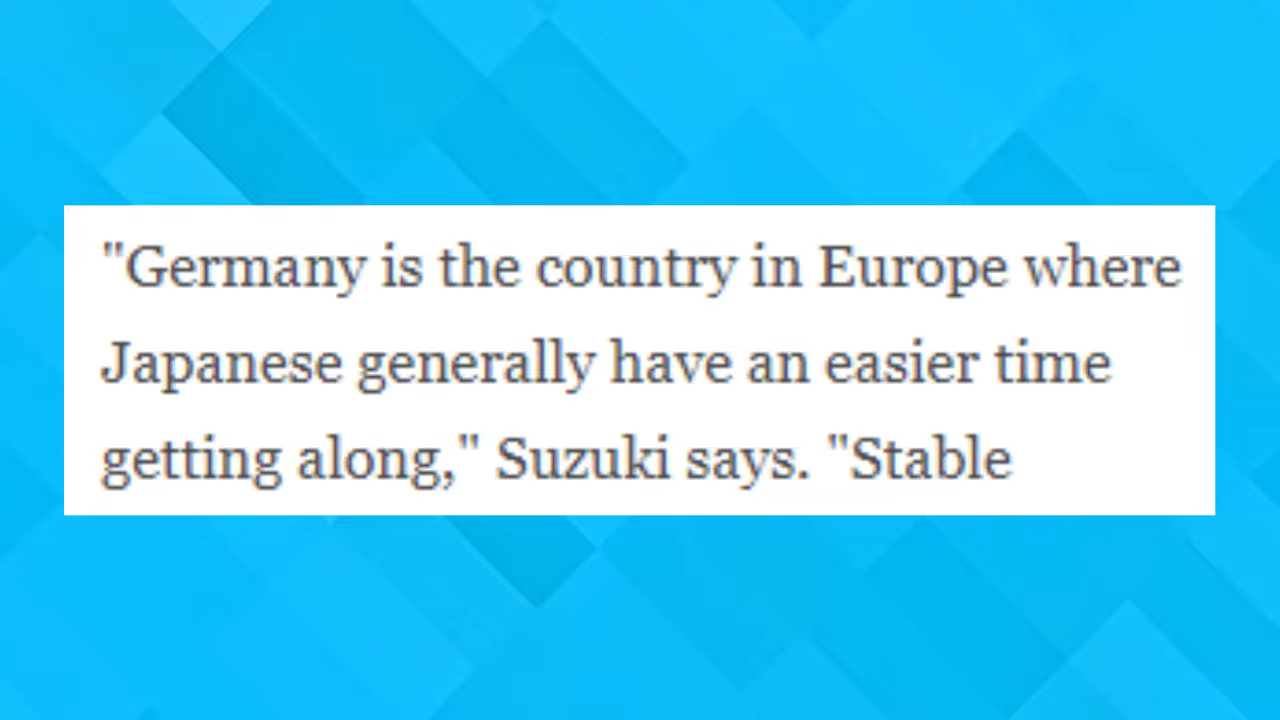 "Germany is the country in Europe where
Japanese generally have an easier time
getting along," Suzuki says. "Stable